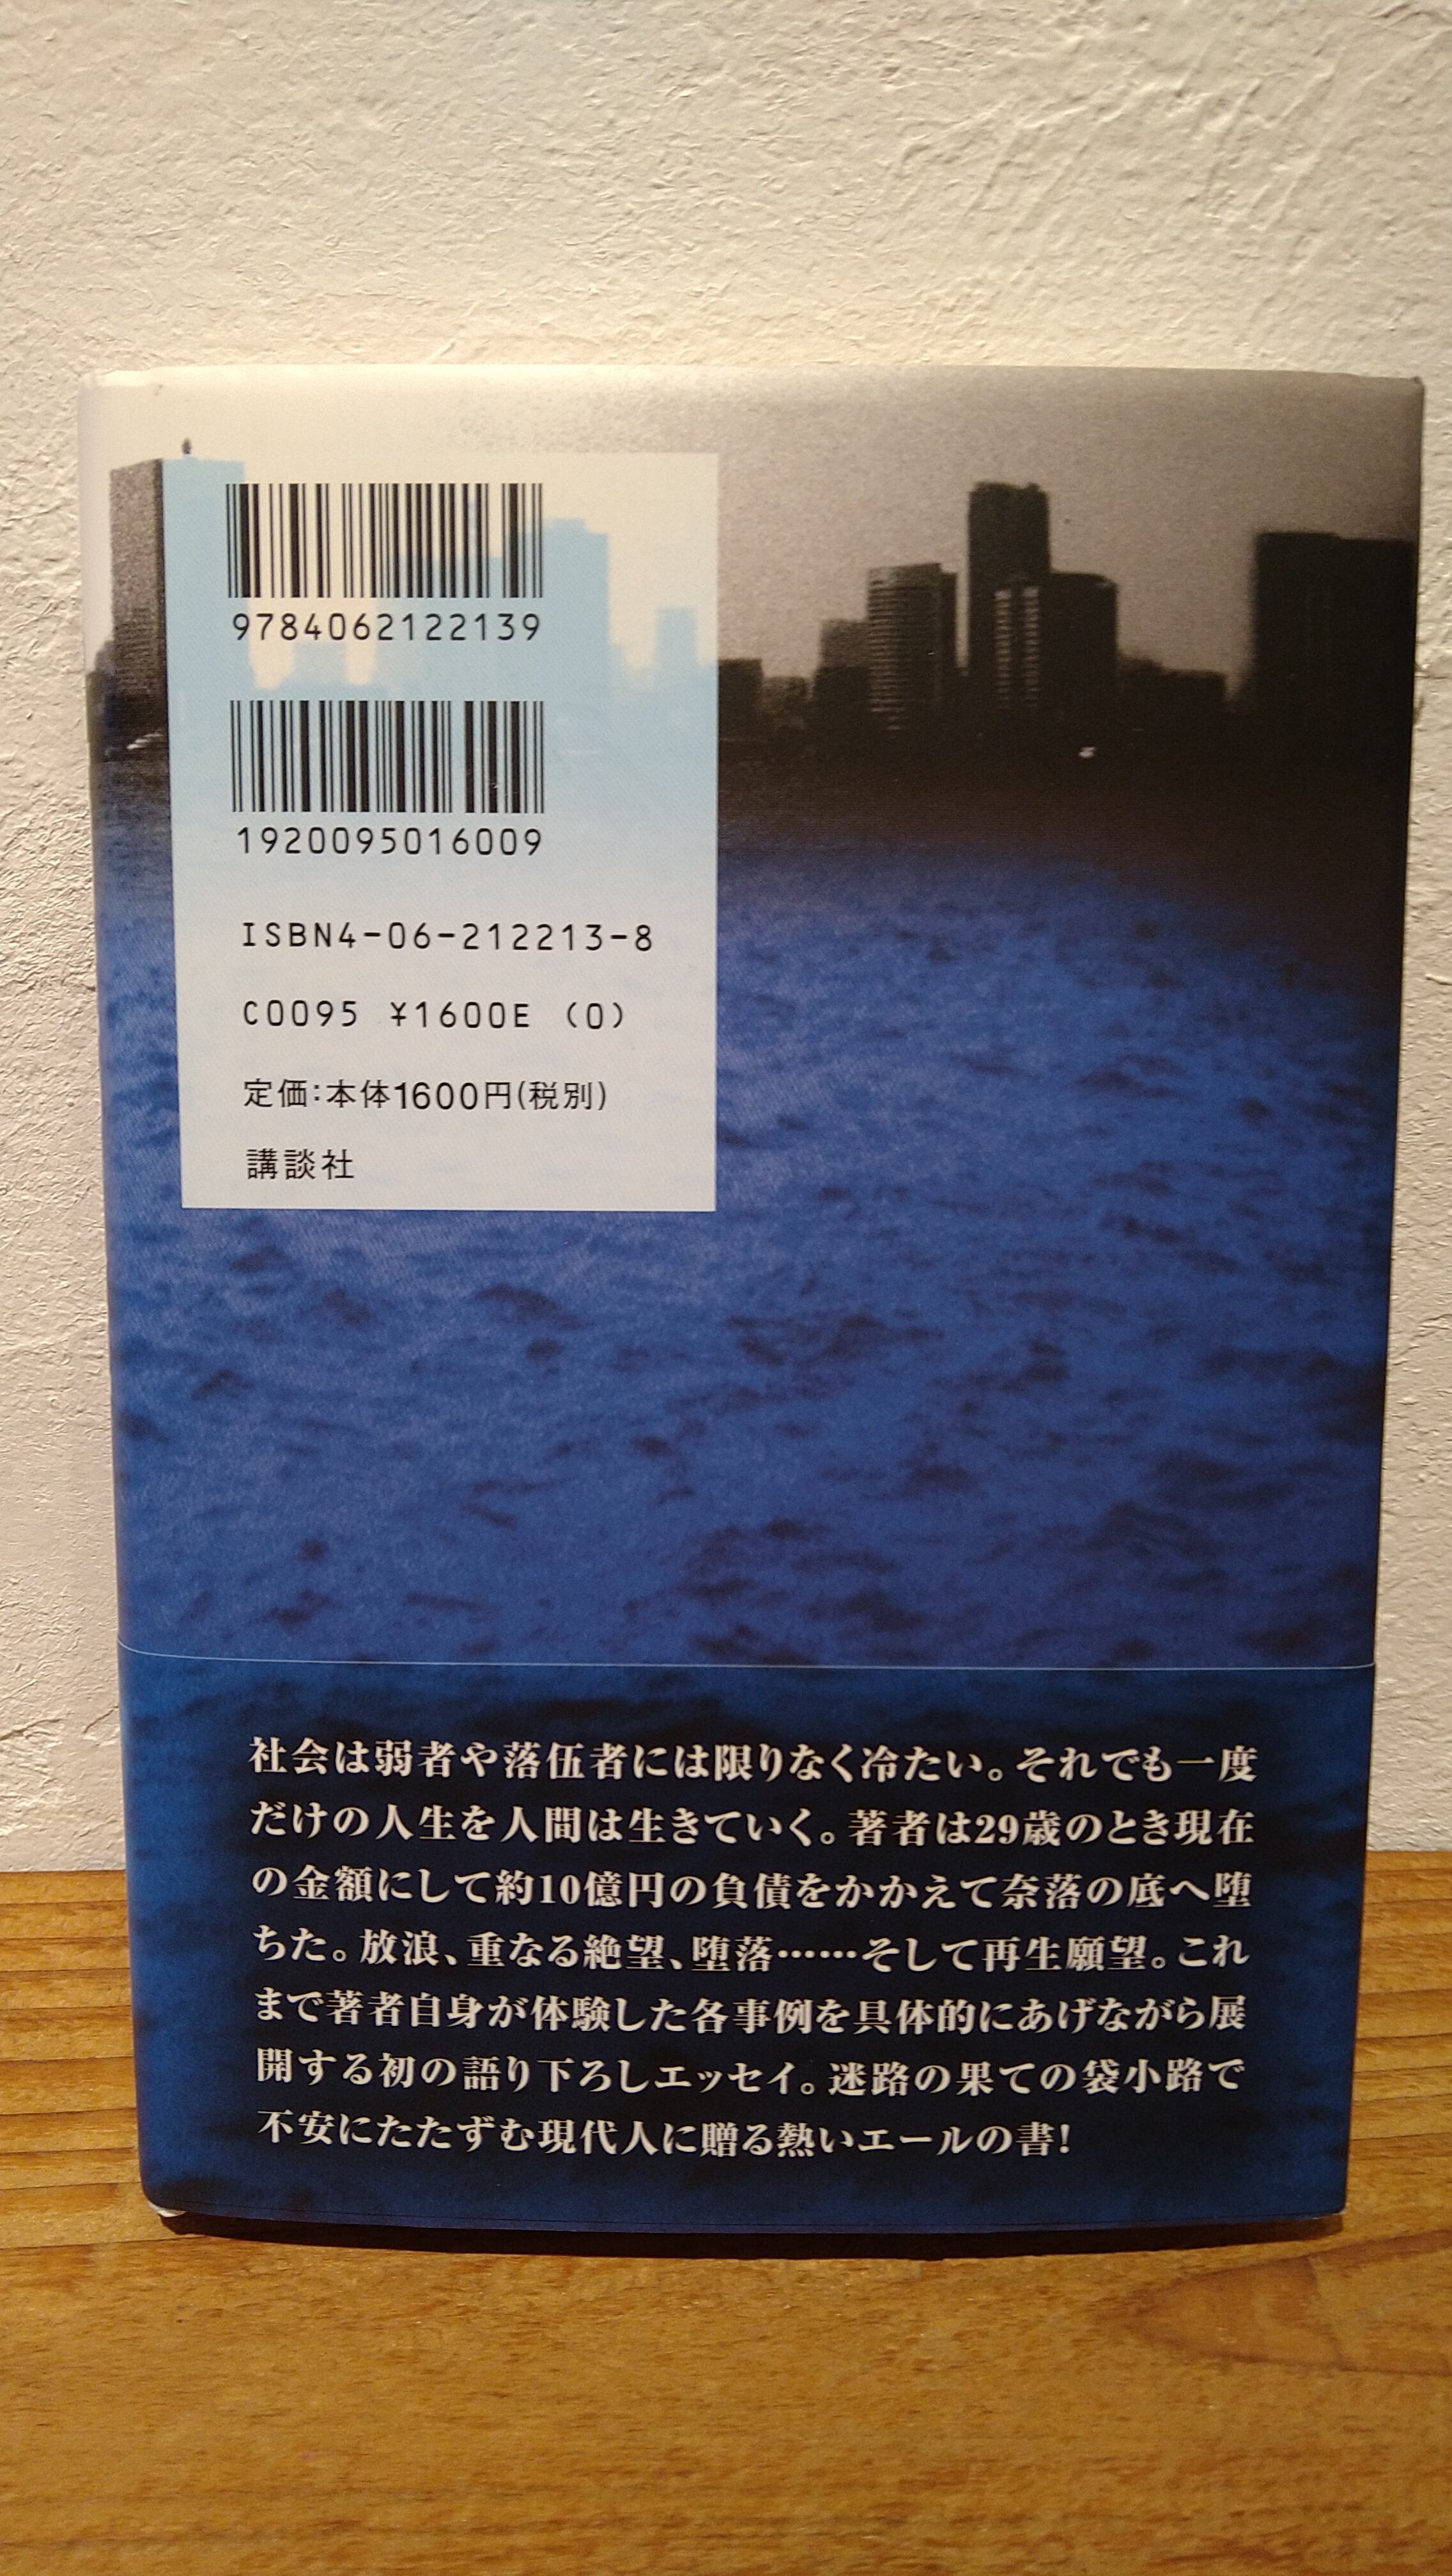 9784062122139
1920095016009
ISBN4-06-212213-8
C0095 ¥1600E (0)
定価:本体1600円(税別)
講談社
社会は弱者や落伍者には限りなく冷たい。それでも一度
だけの人生を人間は生きていく。著者は29歳のとき現在
の金額にして約10億円の負債をかかえて奈落の底へ堕
ちた。放浪、重なる絶望、堕落……そして再生願望。これ
まで著者自身が体験した各事例を具体的にあげながら展
開する初の語り下ろしエッセイ。迷路の果ての袋小路で
不安にたたずむ現代人に贈る熱いエールの書!